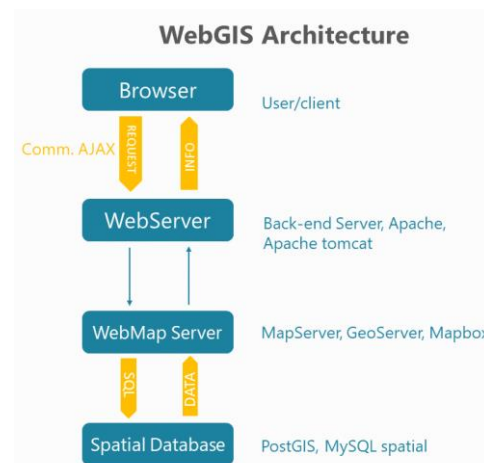 WebGIS Architecture
Browser
User/client
Comm. AJAX
REQUEST
INFO
WebServer
Back-end Server, Apache,
Apache tomcat
WebMap Server
MapServer, GeoServer, Mapbox
SQL
DATA
Spatial Database
PostGIS, MySQL spatial